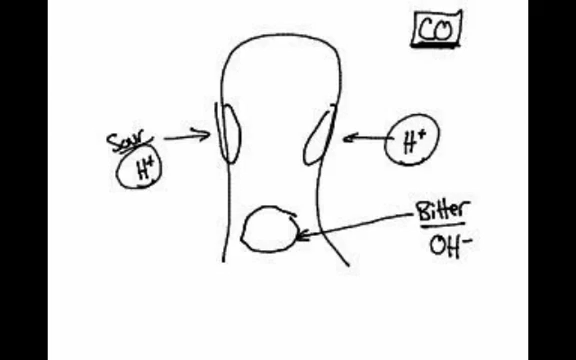 CO
Sour
H+
H+
Bitter
OH-